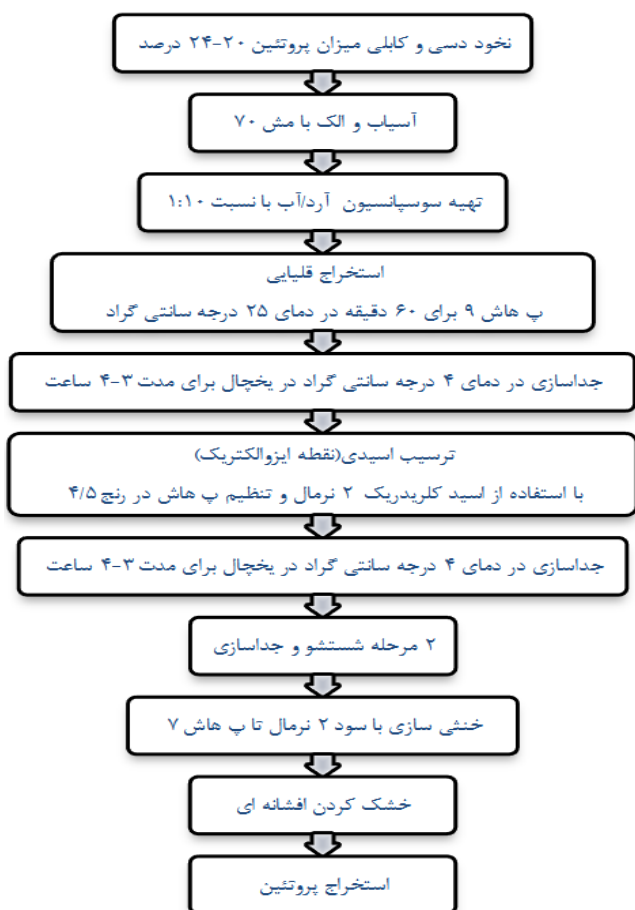 نخود دسی و کابلی میزان پروتئین ۲۰-۲۴ درصد
آسیاب و الک با مش ۷۰
تهیه سوسپانسیون آرد/آب با نسبت ۱:۱۰
استخراج قلیایی
پ هاش ۹ برای ۶۰ دقیقه در دمای ۲۵ درجه سانتی گراد
جداسازی در دمای ۴ درجه سانتی گراد در یخچال برای مدت ۳-۴ ساعت
ترسیب اسیدی(نقطه ایزوالکتریک)
با استفاده از اسید کلریدریک ۲ نرمال و تنظیم پ هاش در رنج ۴/۵
جداسازی در دمای ۴ درجه سانتی گراد در یخچال برای مدت ۳-۴ ساعت
۲ مرحله شستشو و جداسازی
خنثی سازی با سود ۲ نرمال تا پ هاش ۷
خشک کردن افشانه ای
استخراج پروتئین